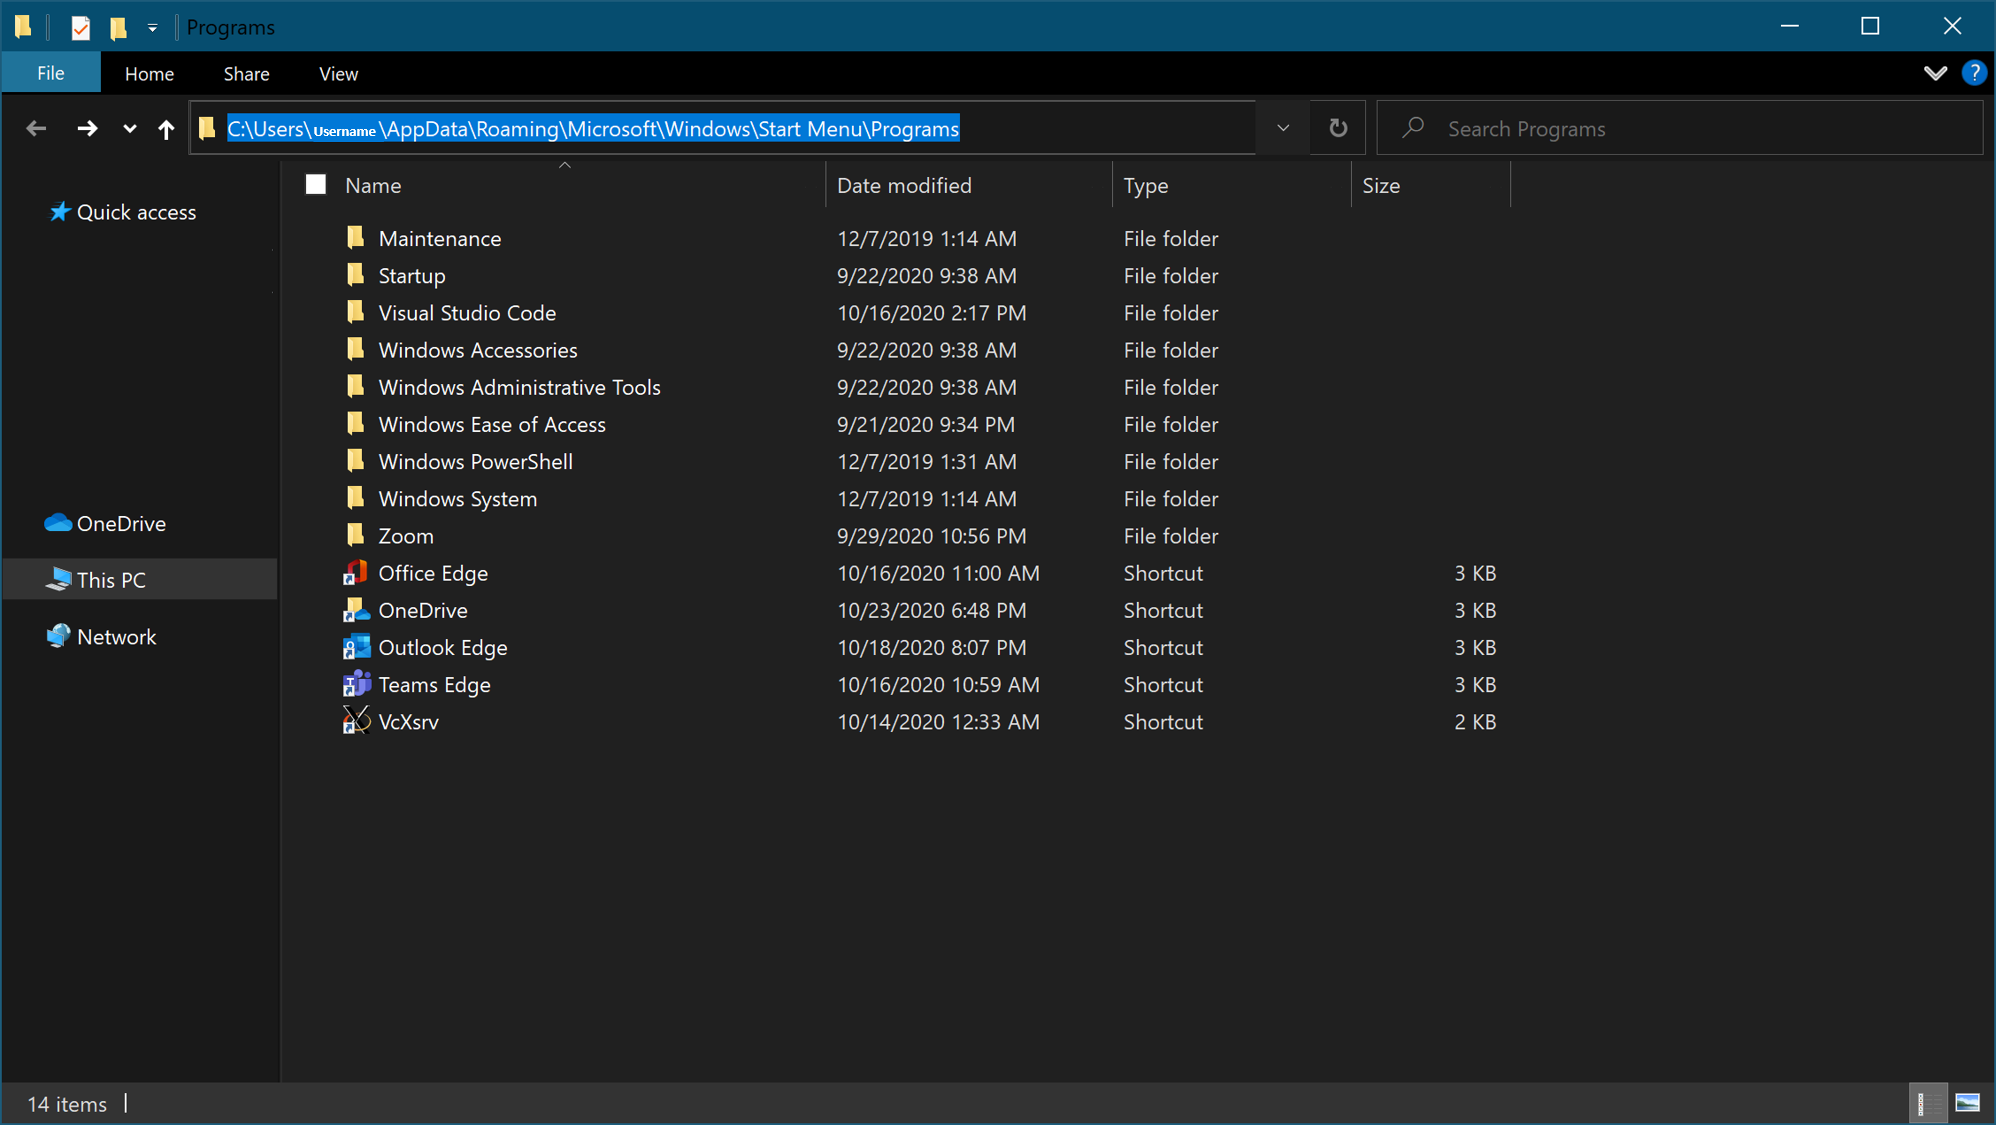 Programs
File Home Share View ?
C:\Users\Username\AppData\Roaming\Microsoft\Windows\Start Menu\Programs Search Programs
Name Date modified Type Size
Quick access
Maintenance 12/7/2019 1:14 AM File folder
Startup 9/22/2020 9:38 AM File folder
Visual Studio Code 10/16/2020 2:17 PM File folder
Windows Accessories 9/22/2020 9:38 AM File folder
Windows Administrative Tools 9/22/2020 9:38 AM File folder
Windows Ease of Access 9/21/2020 9:34 PM File folder
Windows PowerShell 12/7/2019 1:31 AM File folder
Windows System 12/7/2019 1:14 AM File folder
OneDrive
Zoom 9/29/2020 10:56 PM File folder
Office Edge 10/16/2020 11:00 AM Shortcut 3 KB
This PC
OneDrive 10/23/2020 6:48 PM Shortcut 3 KB
Network
Outlook Edge 10/18/2020 8:07 PM Shortcut 3 KB
Teams Edge 10/16/2020 10:59 AM Shortcut 3 KB
VcXsrv 10/14/2020 12:33 AM Shortcut 2 KB
14 items